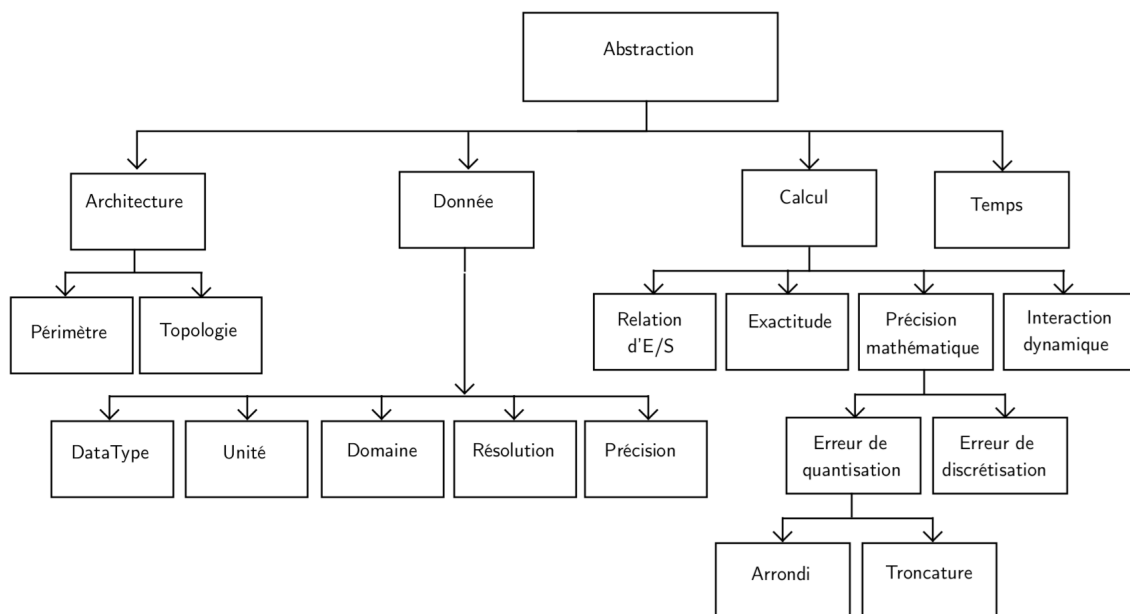 Abstraction
Architecture
Donnée
Calcul
Temps
Périmètre
Topologie
Relation
d'E/S
Exactitude
Précision
mathématique
Interaction
dynamique
DataType
Unité
Domaine
Résolution
Précision
Erreur de
quantisation
Erreur de
discrétisation
Arrondi
Troncature